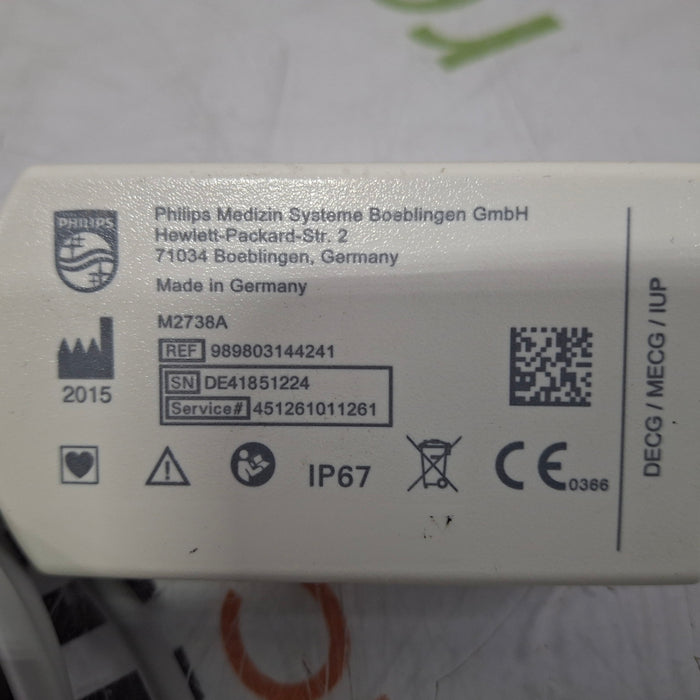 PHILIPS
Philips Medizin Systeme Boeblingen GmbH
Hewlett-Packard-Str. 2
71034 Boeblingen, Germany
Made in Germany
M2738A
REF 989803144241
SN DE41851224
Service# 451261011261
2015
IP67
CE 0366
DECG / MECG / IUP